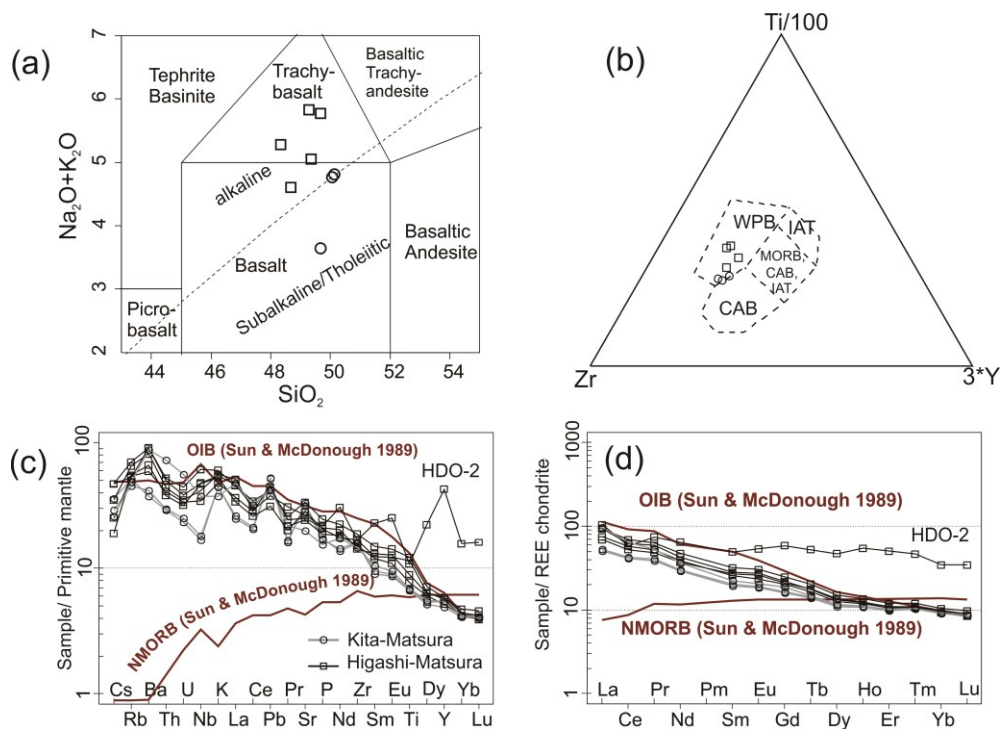 (a)
7
6
5
4
3
2
Na₂O+K₂O
Tephrite
Basinite
Trachy-
basalt
Basaltic
Trachy-
andesite
alkaline
Basalt
Subalkaline/Tholeiitic
Basaltic
Andesite
Picro-
basalt
44 46 48 50 52 54
SiO₂
(b)
Ti/100
WPB
IAT
MORB,
CAB,
IAT
CAB
Zr
3*Y
(c)
100
10
1
Sample/ Primitive mantle
OIB (Sun & McDonough 1989)
HDO-2
NMORB (Sun & McDonough 1989)
Kita-Matsura
Higashi-Matsura
Cs Ba U K Ce Pr P Zr Eu Dy Yb
La
Rb Th Nb La Pb Sr Nd Sm Ti Y Lu
(d)
1000
100
10
1
Sample/ REE chondrite
OIB (Sun & McDonough 1989)
HDO-2
NMORB (Sun & McDonough 1989)
La Pr Pm Eu Tb Ho Tm Lu
Ce Nd Sm Gd Dy Er Yb